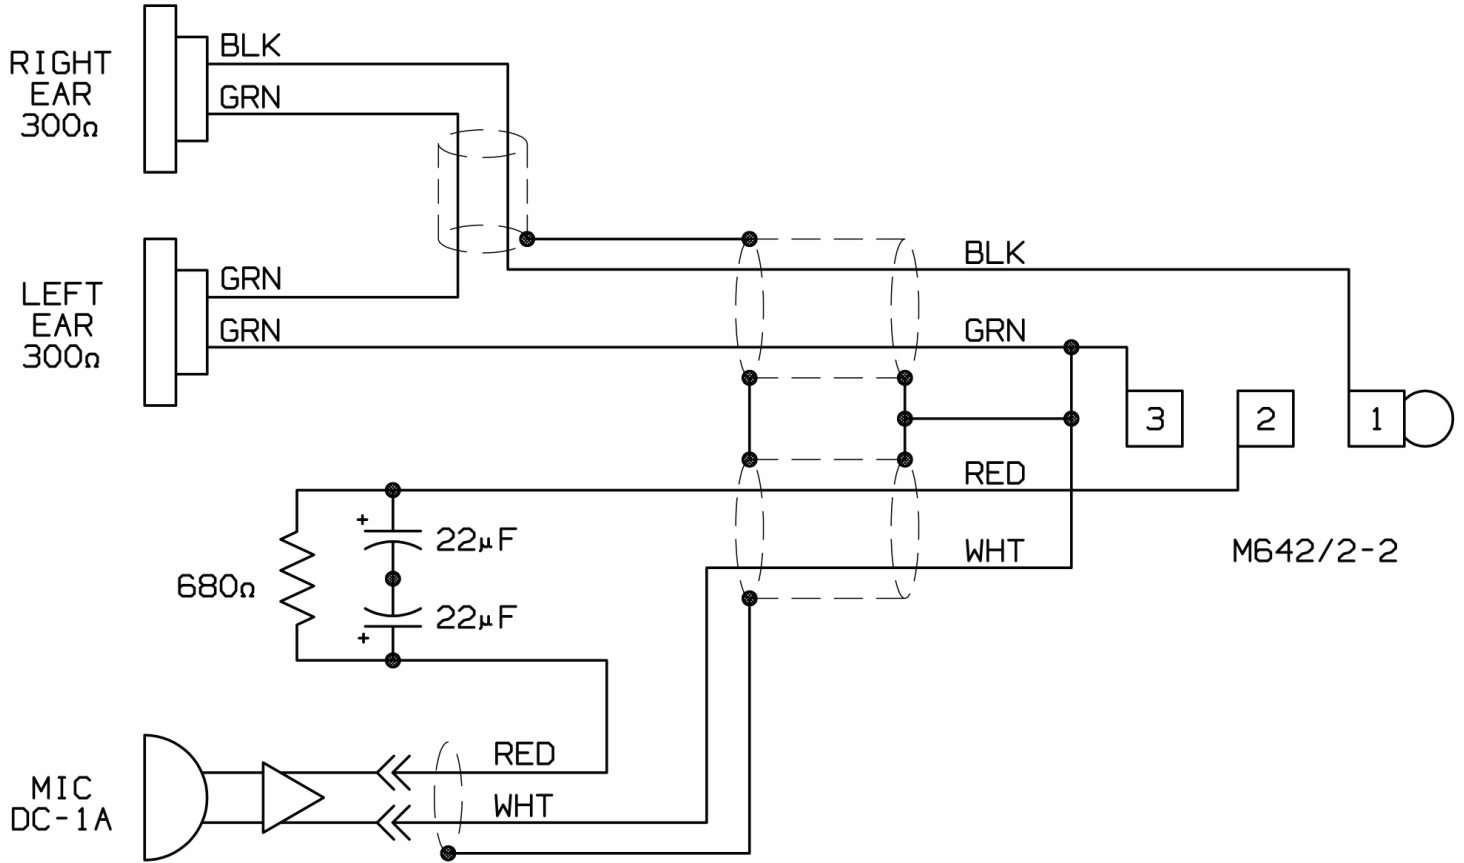 BLK
RIGHT
EAR
300Ω
GRN
BLK
GRN
LEFT
EAR
300Ω
GRN
GRN
3
2
1
RED
+
22µF
WHT
M642/2-2
680Ω
22µF
+
RED
MIC
DC-1A
WHT